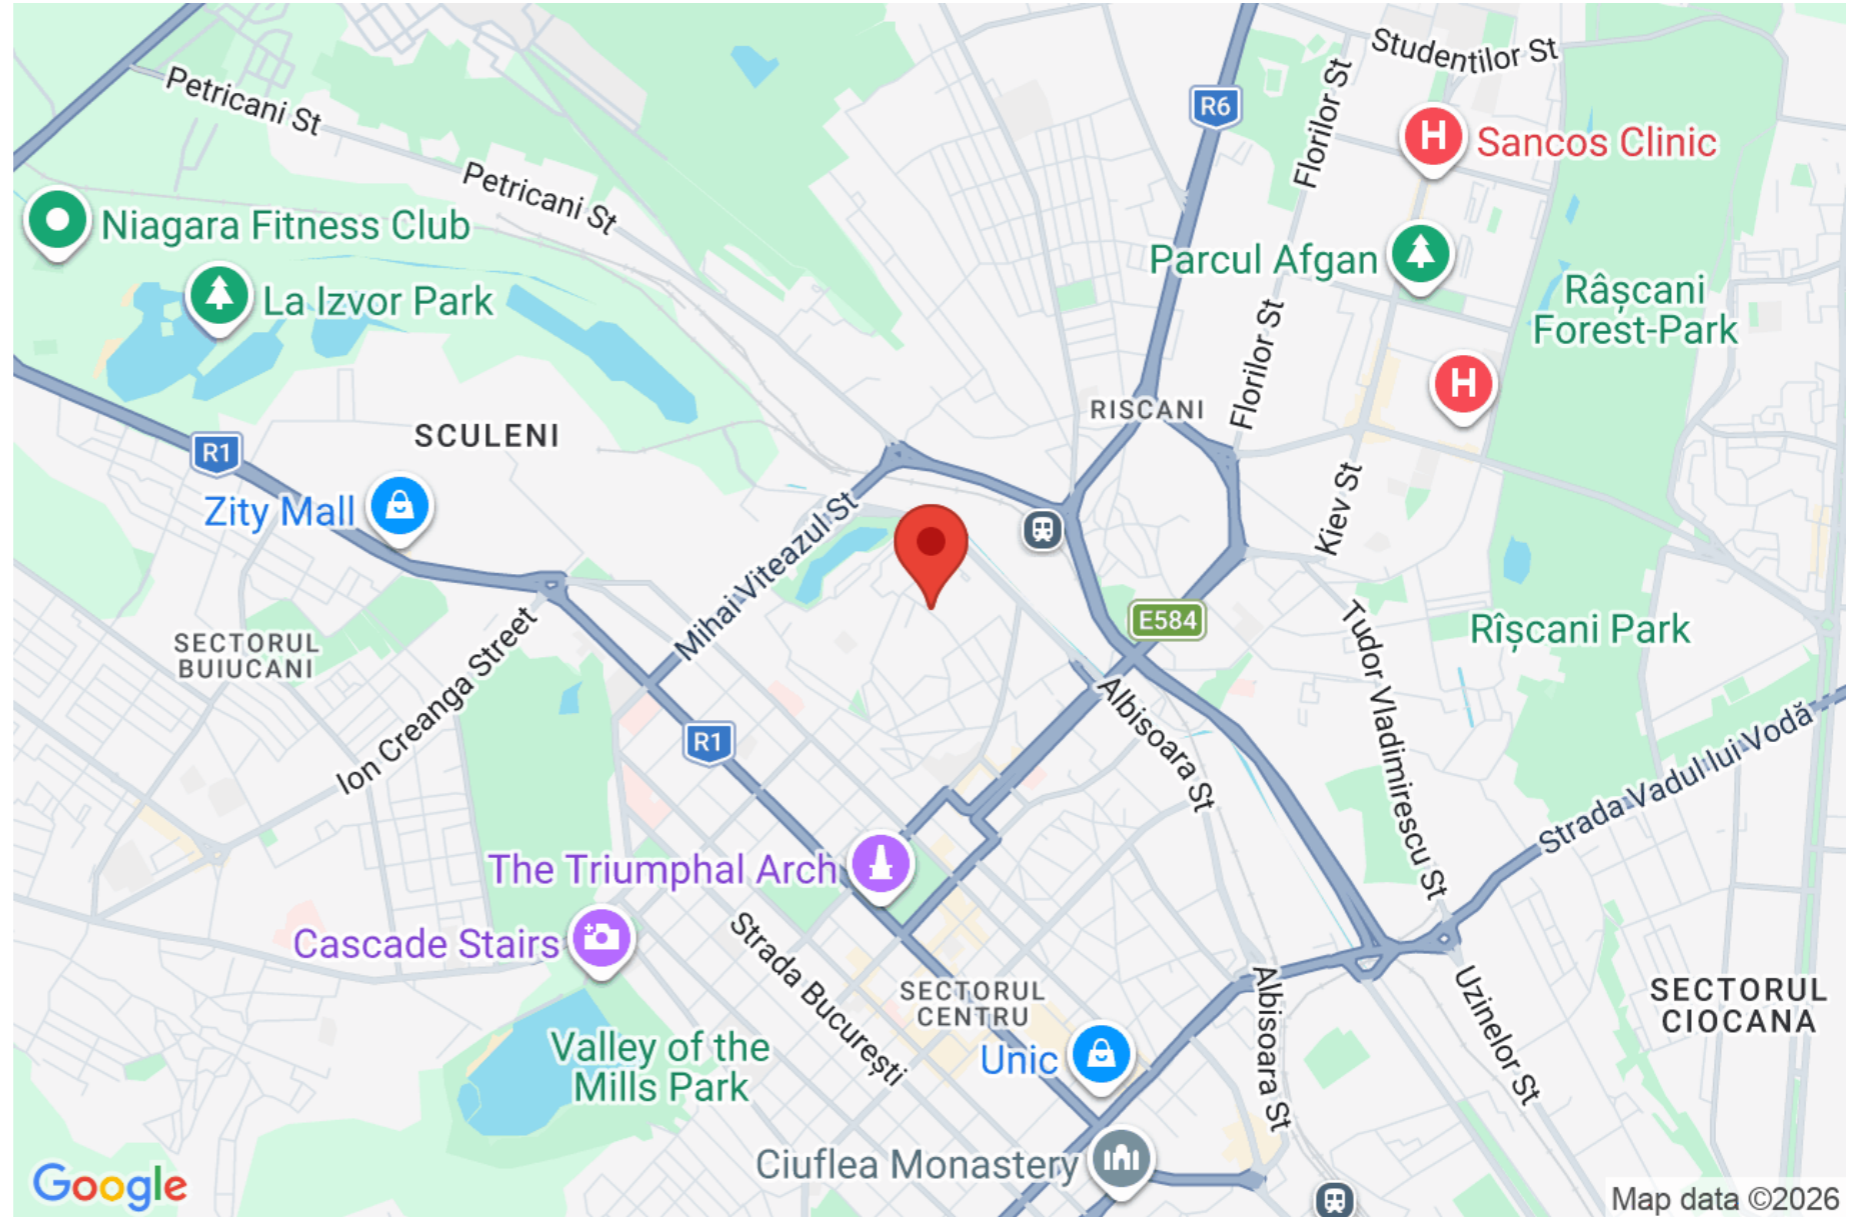 Studentilor St
Petricani St
R6
Florilor St
Sancos Clinic
Petricani St
Niagara Fitness Club
Parcul Afgan
La Izvor Park
Râșcani
Forest-Park
Florilor St
H
H
RISCANI
SCULENI
R1
Zity Mall
Mihai Viteazul St
Kiev St
E584
Rîșcani Park
SECTORUL
BUIUCANI
Ion Creanga Street
Tudor Vladimirescu St
Albisoara St
R1
Strada Vadul lui Vodă
The Triumphal Arch
Cascade Stairs
Strada București
SECTORUL
CENTRU
Albisoara St
Uzinelor St
SECTORUL
CIOCANA
Valley of the
Mills Park
Unic
Ciuflea Monastery
Google
Map data ©2026